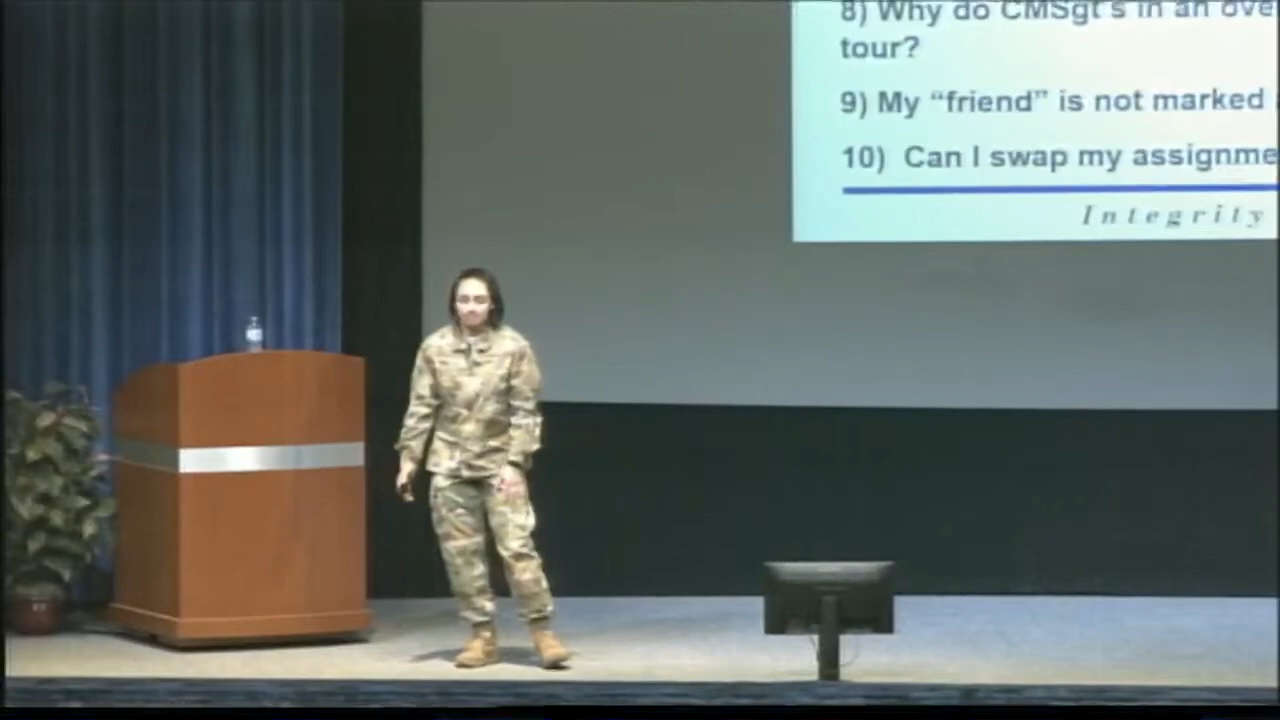 8) Why do CMSgt's in an ove
tour?
9) My “friend” is not marked
10) Can I swap my assignme
Integrity